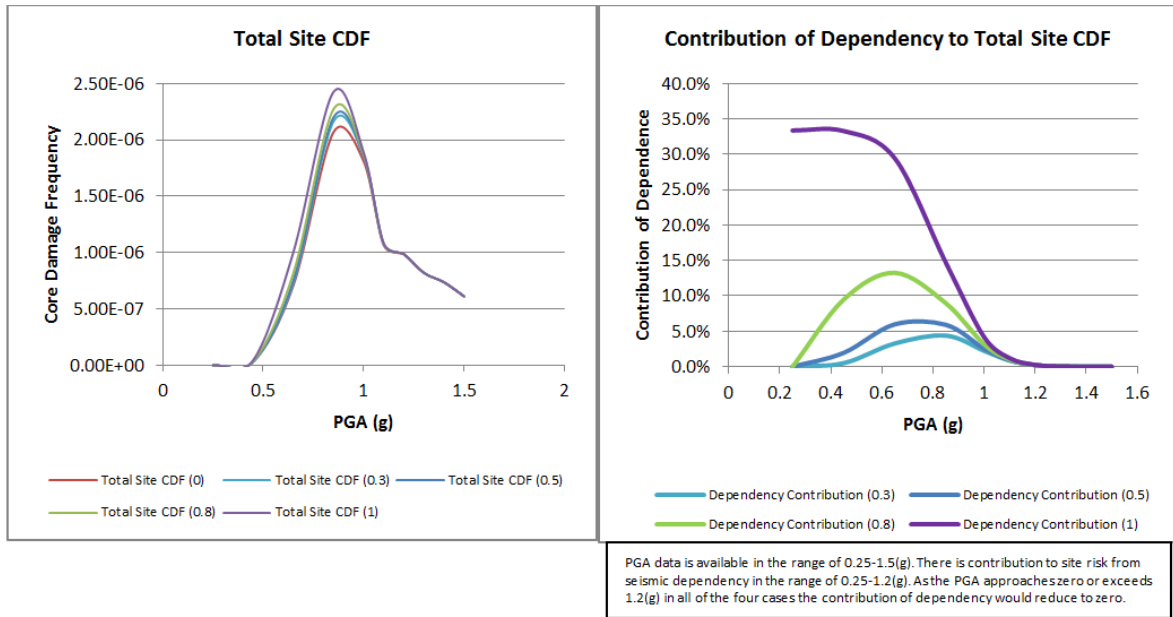 Total Site CDF
Core Damage Frequency
2.50E-06
2.00E-06
1.50E-06
1.00E-06
5.00E-07
0.00E+00
0 0.5 1 1.5 2
PGA (g)
Total Site CDF (0) Total Site CDF (0.3) Total Site CDF (0.5)
Total Site CDF (0.8) Total Site CDF (1)
Contribution of Dependency to Total Site CDF
Contribution of Dependence
40.0%
35.0%
30.0%
25.0%
20.0%
15.0%
10.0%
5.0%
0.0%
0 0.2 0.4 0.6 0.8 1 1.2 1.4 1.6
PGA (g)
Dependency Contribution (0.3) Dependency Contribution (0.5)
Dependency Contribution (0.8) Dependency Contribution (1)
PGA data is available in the range of 0.25-1.5(g). There is contribution to site risk from
seismic dependency in the range of 0.25-1.2(g). As the PGA approaches zero or exceeds
1.2(g) in all of the four cases the contribution of dependency would reduce to zero.